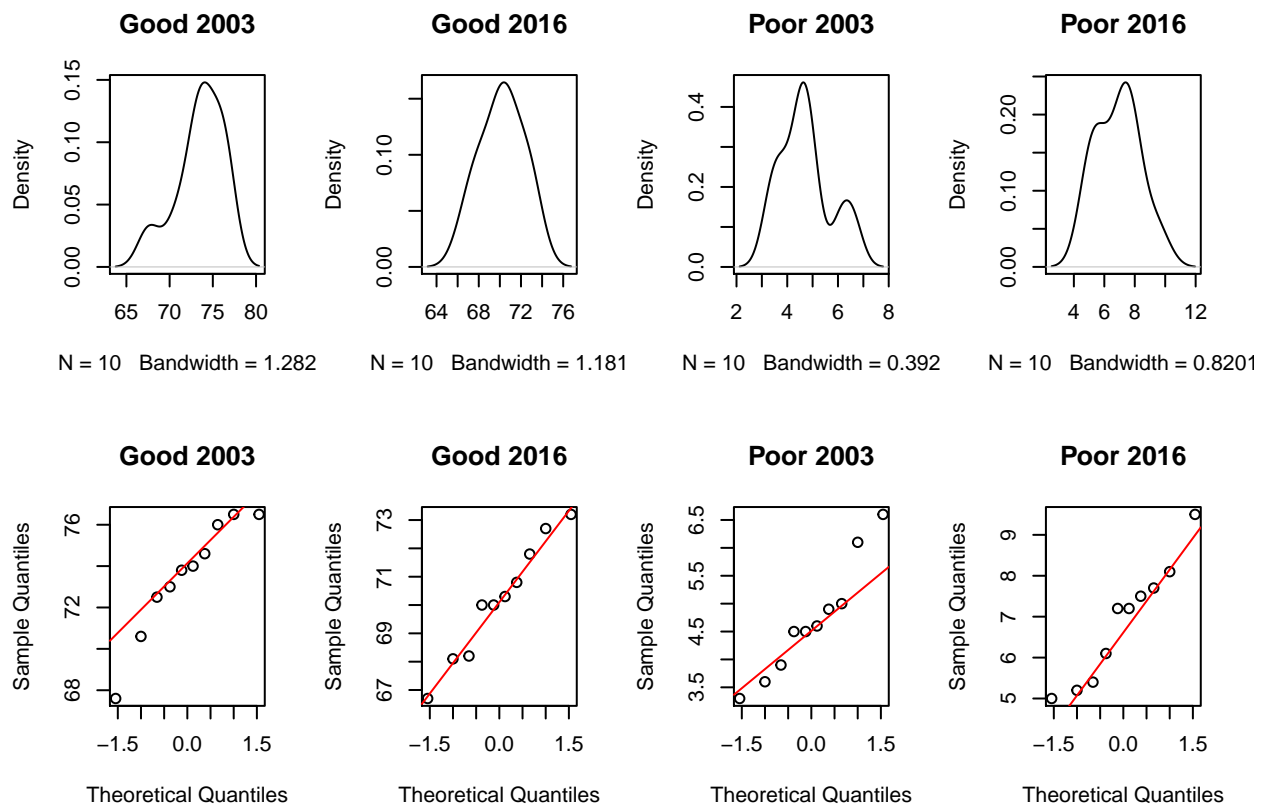 Good 2003
Good 2016
Poor 2003
Poor 2016
Density
0.00 0.05 0.10 0.15
65 70 75 80
N = 10 Bandwidth = 1.282
Density
0.00 0.10
64 68 72 76
N = 10 Bandwidth = 1.181
Density
0.0 0.2 0.4
2 4 6 8
N = 10 Bandwidth = 0.392
Density
0.00 0.10 0.20
4 6 8 12
N = 10 Bandwidth = 0.8201
Good 2003
Good 2016
Poor 2003
Poor 2016
Sample Quantiles
68 72 76
−1.5 0.0 1.5
Theoretical Quantiles
Sample Quantiles
67 69 71 73
−1.5 0.0 1.5
Theoretical Quantiles
Sample Quantiles
3.5 4.5 5.5 6.5
−1.5 0.0 1.5
Theoretical Quantiles
Sample Quantiles
5 6 7 8 9
−1.5 0.0 1.5
Theoretical Quantiles